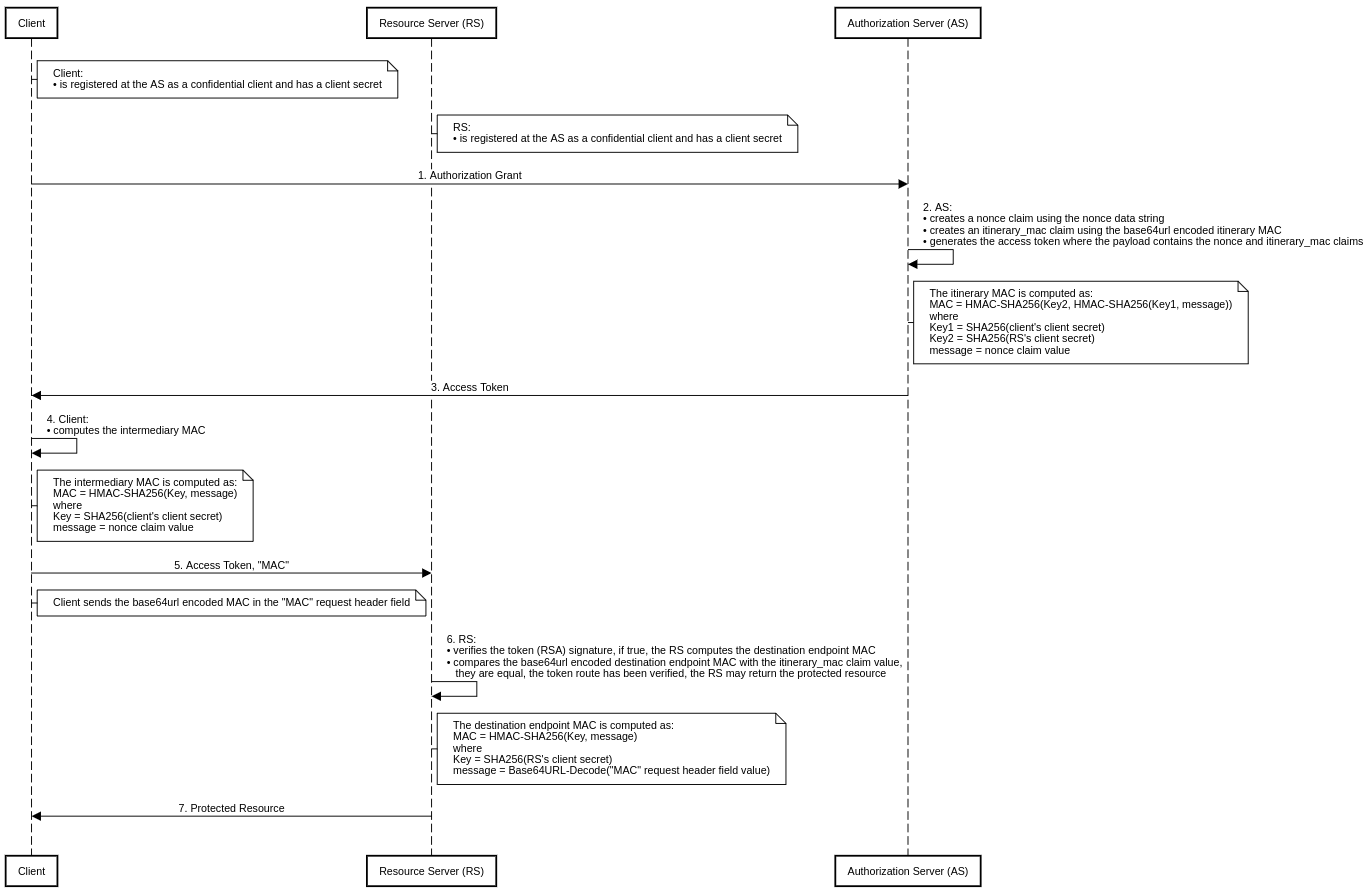 Client
Resource Server (RS)
Authorization Server (AS)
Client:
• is registered at the AS as a confidential client and has a client secret
RS:
• is registered at the AS as a confidential client and has a client secret
1. Authorization Grant
2. AS:
• creates a nonce claim using the nonce data string
• creates an itinerary_mac claim using the base64url encoded itinerary MAC
• generates the access token where the payload contains the nonce and itinerary_mac claims
The itinerary MAC is computed as:
MAC = HMAC-SHA256(Key2, HMAC-SHA256(Key1, message))
where
Key1 = SHA256(client's client secret)
Key2 = SHA256(RS's client secret)
message = nonce claim value
3. Access Token
4. Client:
• computes the intermediary MAC
The intermediary MAC is computed as:
MAC = HMAC-SHA256(Key, message)
where
Key = SHA256(client's client secret)
message = nonce claim value
5. Access Token, "MAC"
Client sends the base64url encoded MAC in the "MAC" request header field
6. RS:
• verifies the token (RSA) signature, if true, the RS computes the destination endpoint MAC
• compares the base64url encoded destination endpoint MAC with the itinerary_mac claim value,
they are equal, the token route has been verified, the RS may return the protected resource
The destination endpoint MAC is computed as:
MAC = HMAC-SHA256(Key, message)
where
Key = SHA256(RS's client secret)
message = Base64URL-Decode("MAC" request header field value)
7. Protected Resource
Client
Resource Server (RS)
Authorization Server (AS)